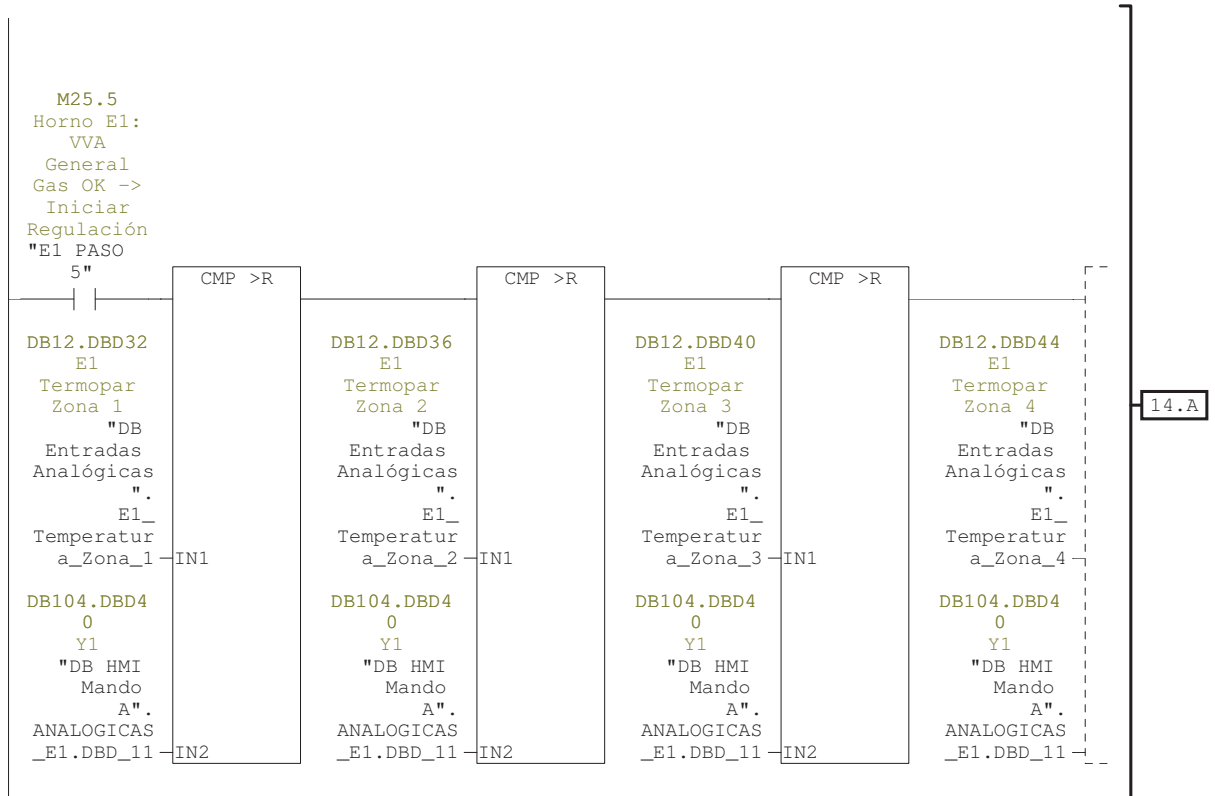 M25.5
Horno E1:
VVA
General
Gas OK ->
Iniciar
Regulación
"E1 PASO
5"
CMP >R
CMP >R
CMP >R
DB12.DBD32
E1
Termopar
Zona 1
"DB
Entradas
Analógicas
".
E1_
Temperatur
a_Zona_1
IN1
DB104.DBD4
0
Y1
"DB HMI
Mando
A".
ANALOGICAS
_E1.DBD_11
IN2
DB12.DBD36
E1
Termopar
Zona 2
"DB
Entradas
Analógicas
".
E1_
Temperatur
a_Zona_2
IN1
DB104.DBD4
0
Y1
"DB HMI
Mando
A".
ANALOGICAS
_E1.DBD_11
IN2
DB12.DBD40
E1
Termopar
Zona 3
"DB
Entradas
Analógicas
".
E1_
Temperatur
a_Zona_3
IN1
DB104.DBD4
0
Y1
"DB HMI
Mando
A".
ANALOGICAS
_E1.DBD_11
IN2
DB12.DBD44
E1
Termopar
Zona 4
"DB
Entradas
Analógicas
".
E1_
Temperatur
a_Zona_4
DB104.DBD4
0
Y1
"DB HMI
Mando
A".
ANALOGICAS
_E1.DBD_11
14.A